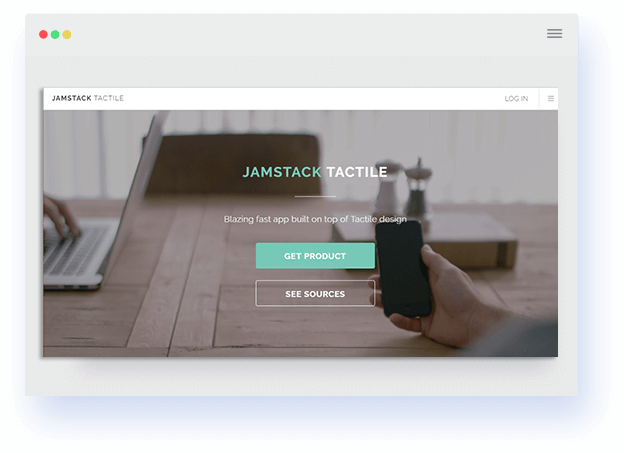 JAMSTACK TACTILE
LOG IN
JAMSTACK TACTILE
Blazing fast app built on top of Tactile design
GET PRODUCT
SEE SOURCES